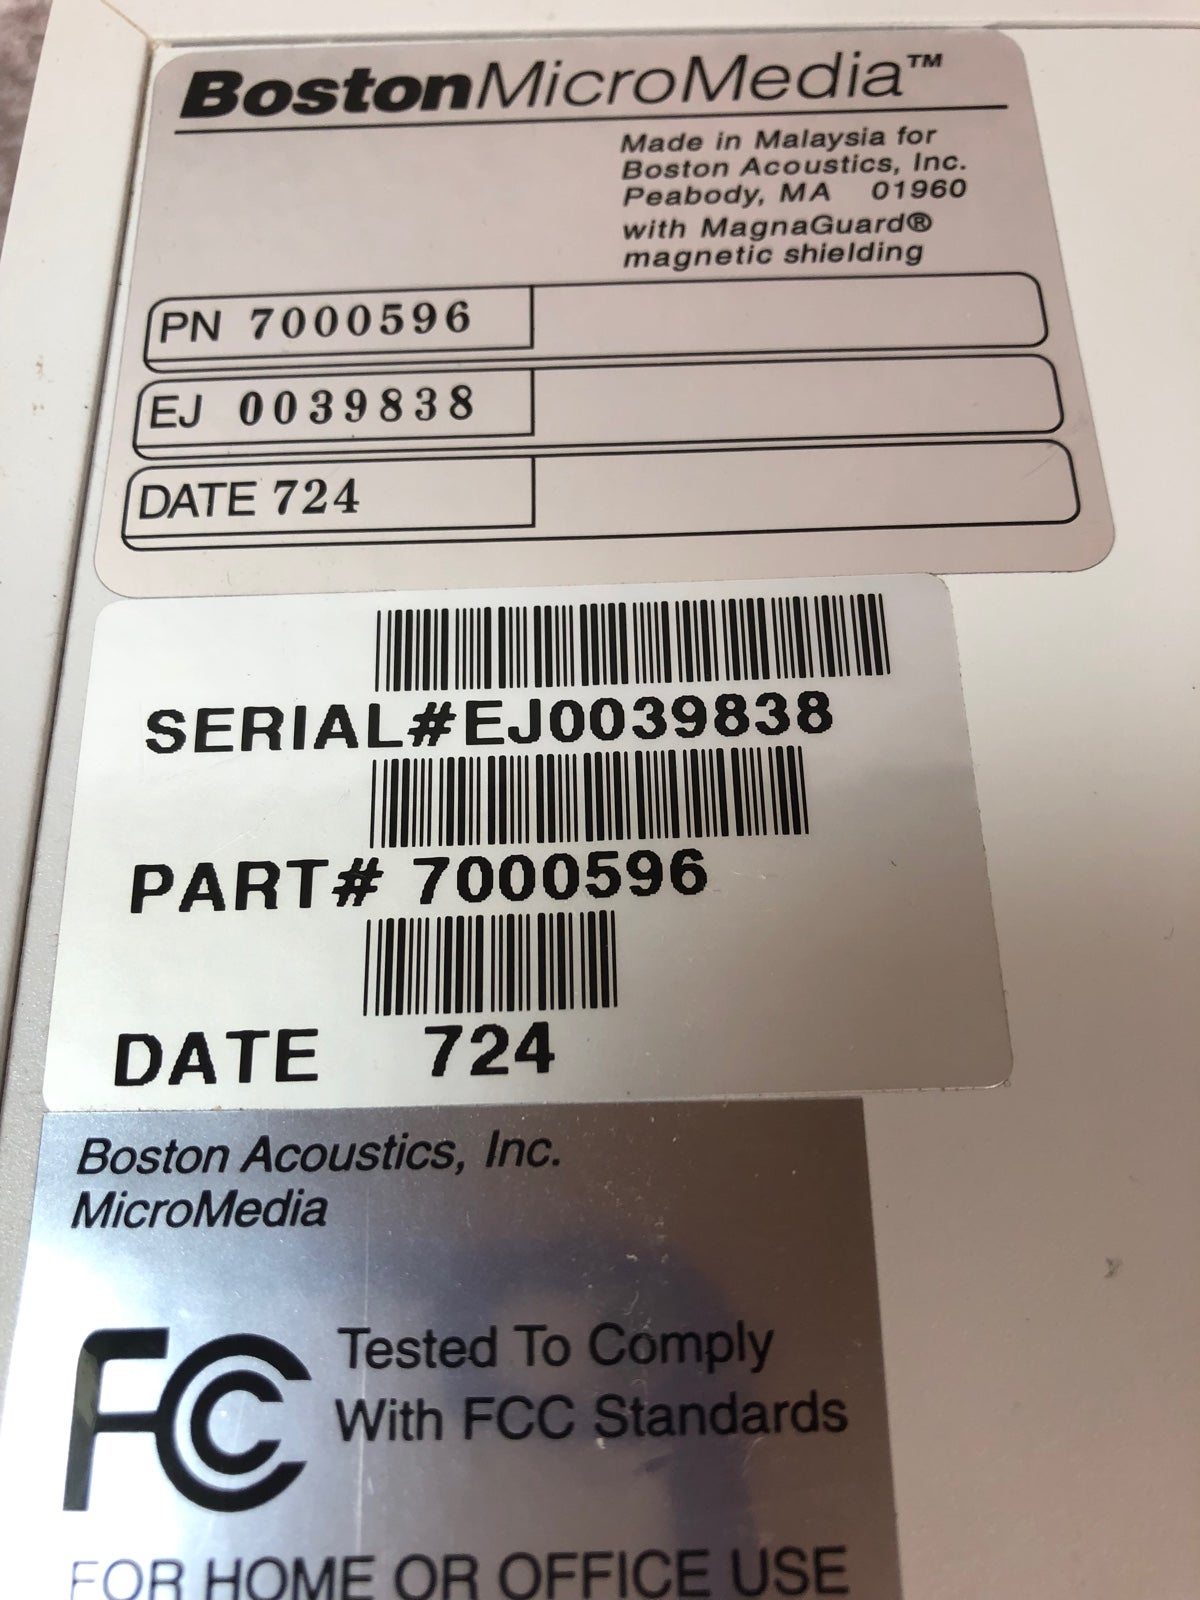 BostonMicroMedia™
Made in Malaysia for
Boston Acoustics, Inc.
Peabody, MA 01960
with MagnaGuard®
magnetic shielding
PN 7000596
EJ 0039838
DATE 724
SERIAL#EJ0039838
PART# 7000596
DATE 724
Boston Acoustics, Inc.
MicroMedia
FC Tested To Comply
With FCC Standards
FOR HOME OR OFFICE USE